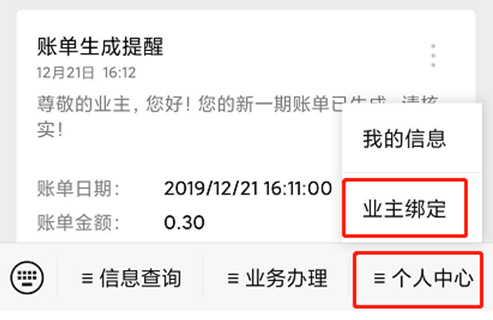 账单生成提醒
12月21日 16:12
尊敬的业主，您好！您的新一期账单已生成，请核
实！
我的信息
账单日期： 2019/12/21 16:11:00
业主绑定
账单金额： 0.30
≡ 信息查询 ≡ 业务办理 ≡ 个人中心